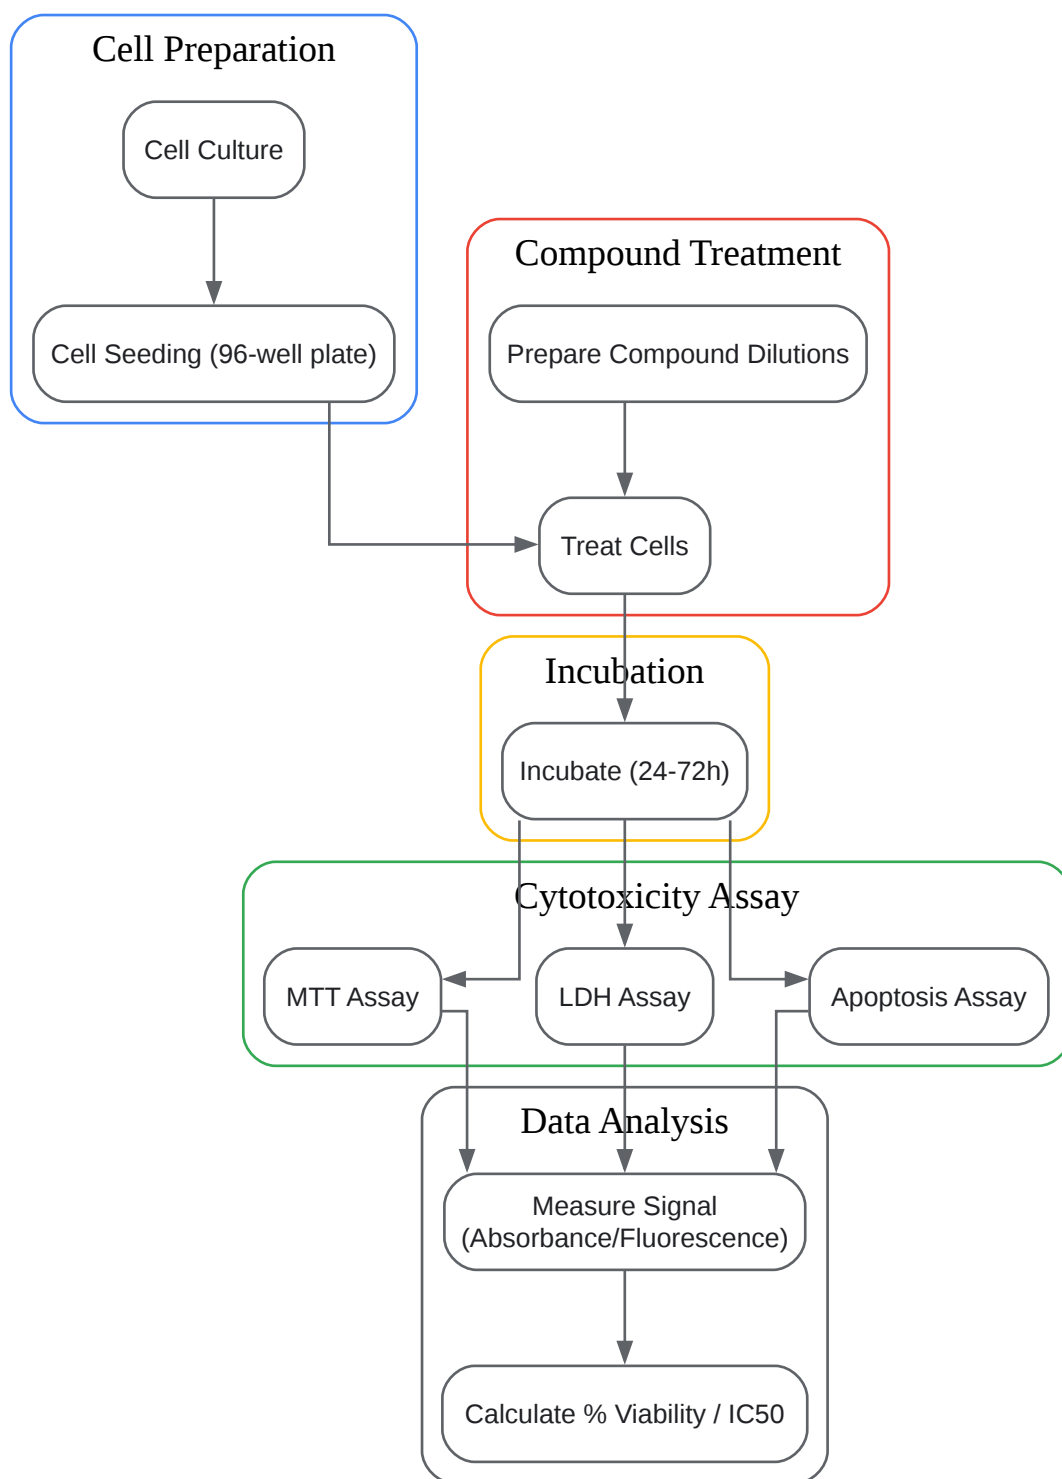 Cell Preparation
Cell Culture
Cell Seeding (96-well plate)
Compound Treatment
Prepare Compound Dilutions
Treat Cells
Incubation
Incubate (24-72h)
Cytotoxicity Assay
MTT Assay
LDH Assay
Apoptosis Assay
Data Analysis
Measure Signal
(Absorbance/Fluorescence)
Calculate % Viability / IC50